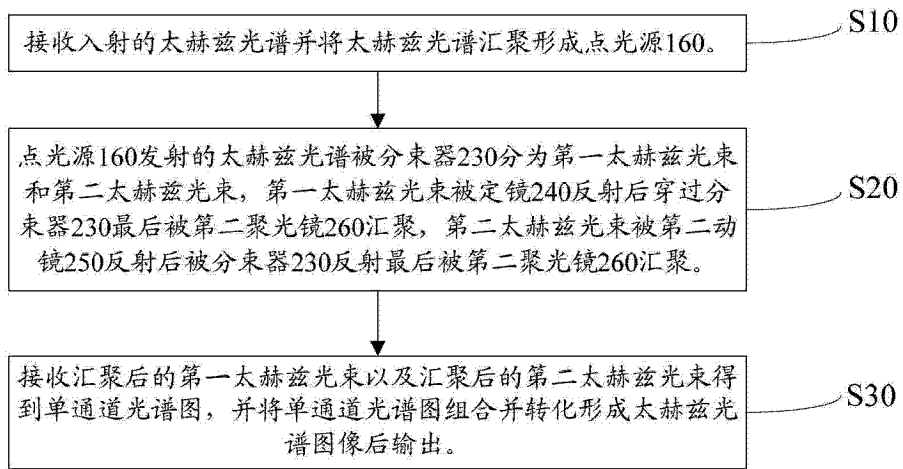 接收入射的太赫兹光谱并将太赫兹光谱汇聚形成点光源160。
S10
点光源160发射的太赫兹光谱被分束器230分为第一太赫兹光束
和第二太赫兹光束，第一太赫兹光束被定镜240反射后穿过分
束器230最后被第二聚光镜260汇聚，第二太赫兹光束被第二动
镜250反射后被分束器230反射最后被第二聚光镜260汇聚。
S20
接收汇聚后的第一太赫兹光束以及汇聚后的第二太赫兹光束得
到单通道光谱图，并将单通道光谱图组合并转化形成太赫兹光
谱图像后输出。
S30